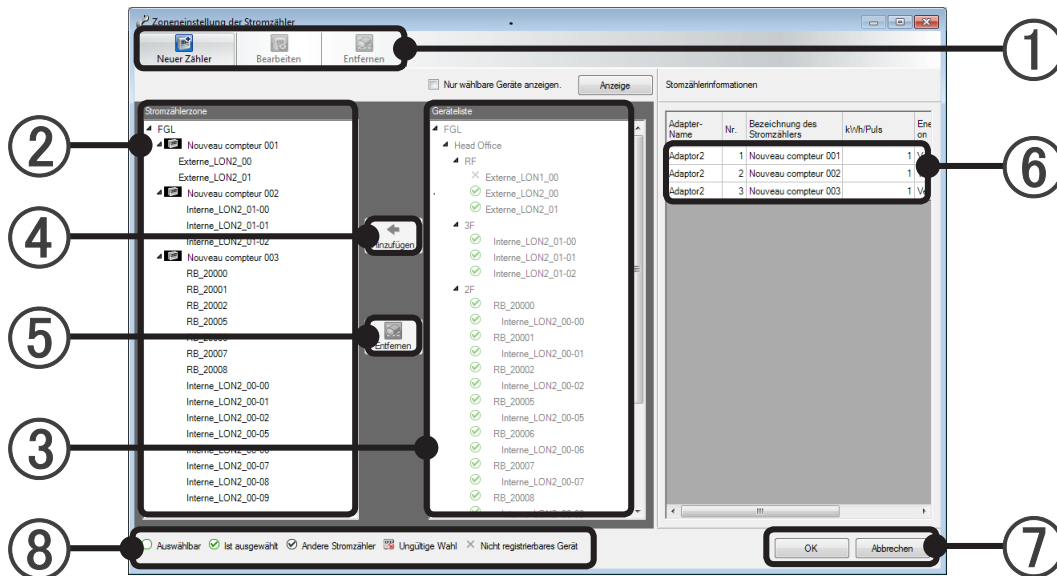 Zoneneinstellung der Stromzähler
Neuer Zähler
Bearbeiten
Entfernen
1
Nur wählbare Geräte anzeigen.
Anzeige
Stomzählerinformationen
Stromzählerzone
FGL
Nouveau compteur 001
Externe_LON2_00
Externe_LON2_01
Nouveau compteur 002
Interne_LON2_01-00
Interne_LON2_01-01
Interne_LON2_01-02
Nouveau compteur 003
RB_20000
RB_20001
RB_20002
RB_20005
RB_20007
RB_20008
Interne_LON2_00-00
Interne_LON2_00-01
Interne_LON2_00-02
Interne_LON2_00-05
Interne_LON2_00-07
Interne_LON2_00-08
Interne_LON2_00-09
2
4
Hinzufügen
5
Entfernen
3
Geräteliste
FGL
Head Office
RF
Externe_LON1_00
Externe_LON2_00
Externe_LON2_01
3F
Interne_LON2_01-00
Interne_LON2_01-01
Interne_LON2_01-02
2F
RB_20000
Interne_LON2_00-00
RB_20001
Interne_LON2_00-01
RB_20002
Interne_LON2_00-02
RB_20005
Interne_LON2_00-05
RB_20006
Interne_LON2_00-06
RB_20007
Interne_LON2_00-07
RB_20008
Adapter-Name Nr. Bezeichnung des Stromzählers kWh/Puls Ene on
Adaptor2 1 Nouveau compteur 001 1
Adaptor2 2 Nouveau compteur 002 1
Adaptor2 3 Nouveau compteur 003 1 Ve
6
8
Auswählbar Ist ausgewählt Andere Stromzähler Ungültige Wahl Nicht registrierbares Gerät
OK
Abbrechen
7